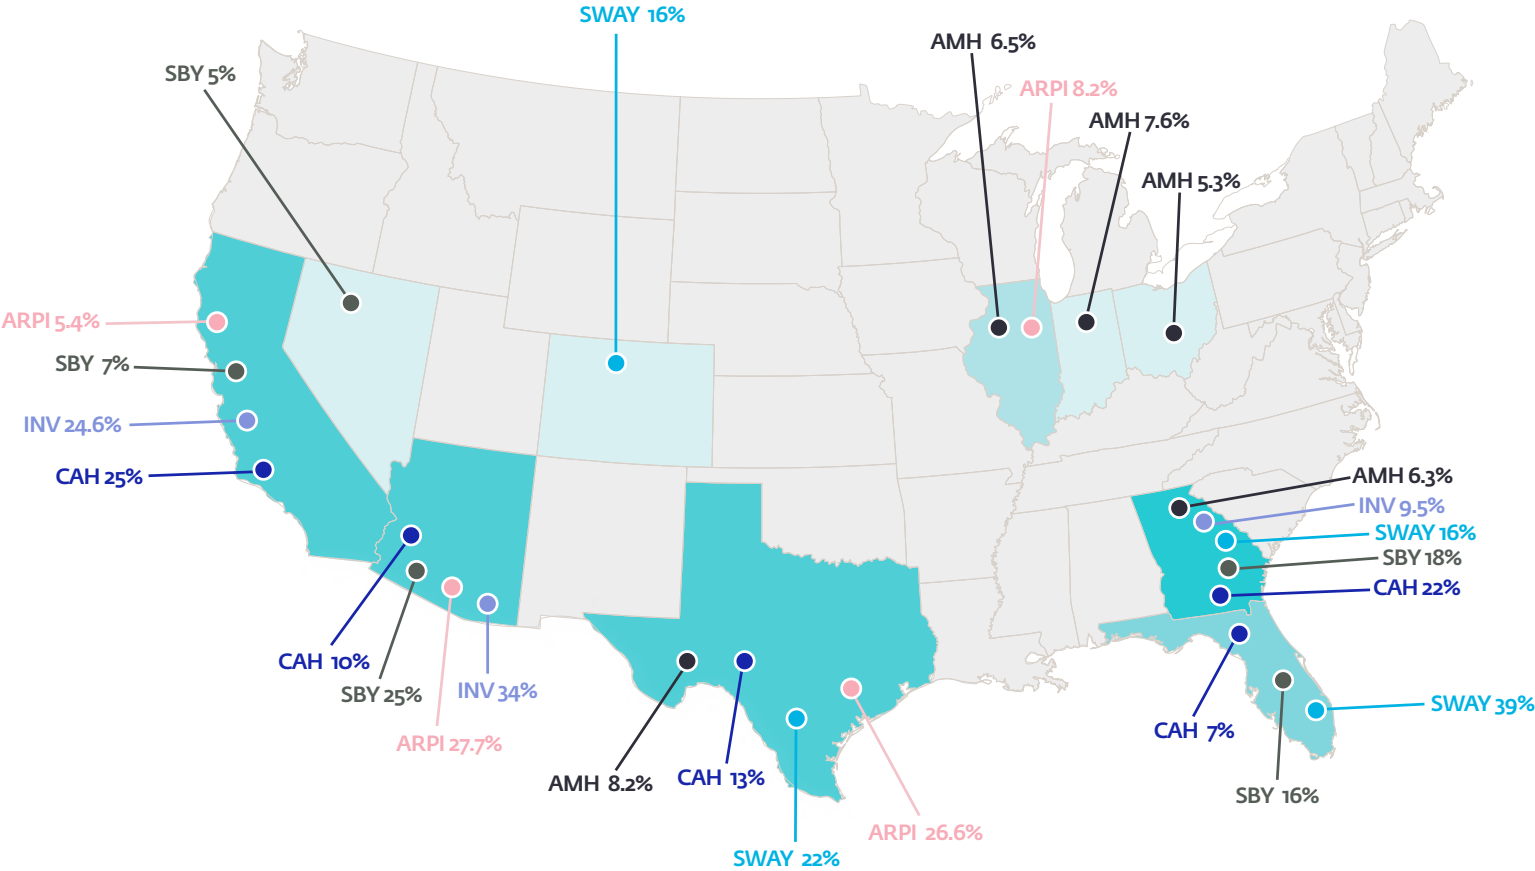 SWAY 16%
AMH 6.5%
SBY 5%
ARPI 8.2%
AMH 7.6%
AMH 5.3%
ARPI 5.4%
SBY 7%
INV 24.6%
CAH 25%
AMH 6.3%
INV 9.5%
SWAY 16%
SBY 18%
CAH 22%
CAH 10%
SBY 25%
INV 34%
ARPI 27.7%
AMH 8.2%
CAH 13%
SWAY 22%
ARPI 26.6%
CAH 7%
SWAY 39%
SBY 16%